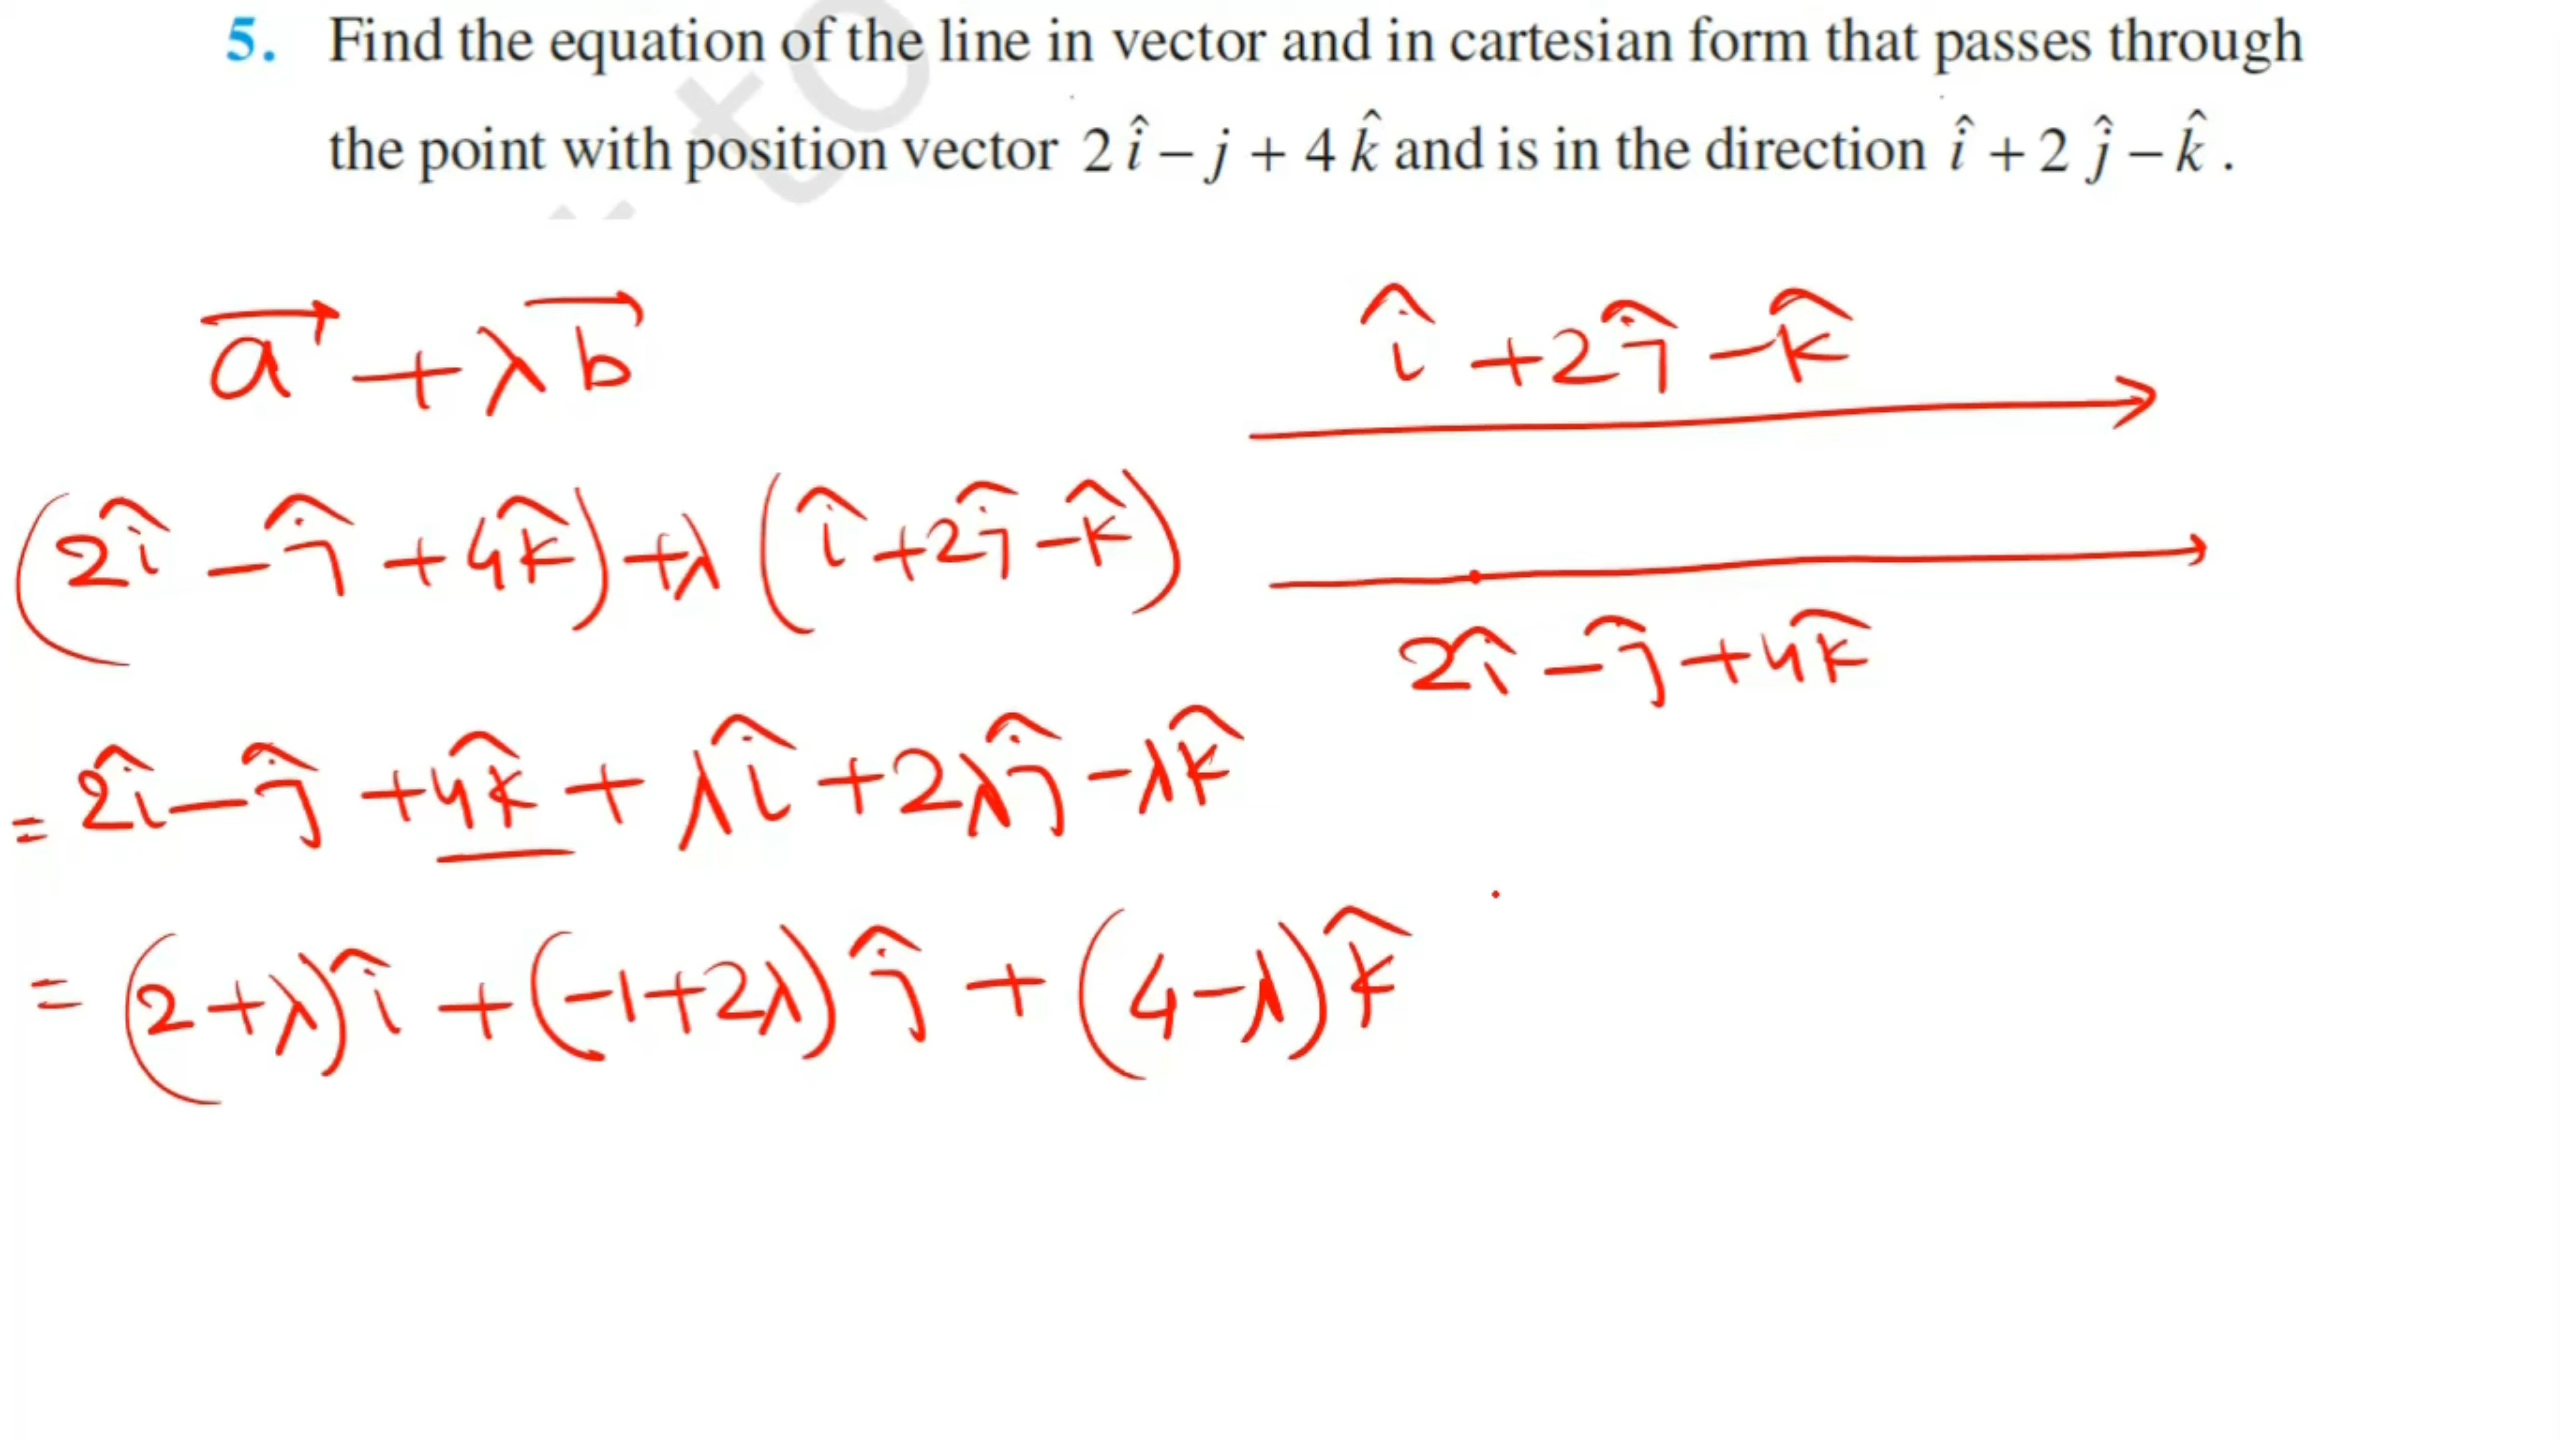 5. Find the equation of the line in vector and in cartesian form that passes through
the point with position vector 2 î – j + 4 k̂ and is in the direction î + 2 ĵ – k̂ .
to
a⃗ + λb⃗
î + 2ĵ - k̂
(2î - ĵ + 4k̂) + λ (î + 2ĵ - k̂)
2î - ĵ + 4k̂
= 2î - ĵ + 4k̂ + λî + 2λĵ - λk̂
= (2+λ)î + (-1+2λ)ĵ + (4-λ)k̂